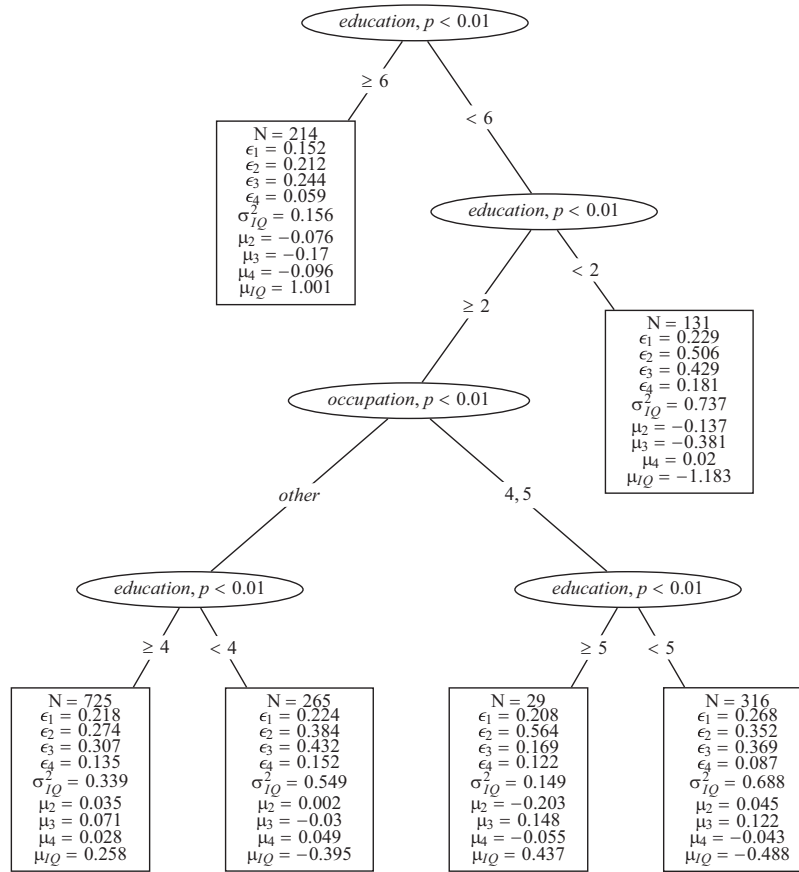 education, p < 0.01
≥ 6
< 6
N = 214
ϵ1 = 0.152
ϵ2 = 0.212
ϵ3 = 0.244
ϵ4 = 0.059
σ²IQ = 0.156
μ2 = −0.076
μ3 = −0.17
μ4 = −0.096
μIQ = 1.001
education, p < 0.01
≥ 2
< 2
N = 131
ϵ1 = 0.229
ϵ2 = 0.506
ϵ3 = 0.429
ϵ4 = 0.181
σ²IQ = 0.737
μ2 = −0.137
μ3 = −0.381
μ4 = 0.02
μIQ = −1.183
occupation, p < 0.01
other
4, 5
education, p < 0.01
education, p < 0.01
≥ 4
< 4
≥ 5
< 5
N = 725
ϵ1 = 0.218
ϵ2 = 0.274
ϵ3 = 0.307
ϵ4 = 0.135
σ²IQ = 0.339
μ2 = 0.035
μ3 = 0.071
μ4 = 0.028
μIQ = 0.258
N = 265
ϵ1 = 0.224
ϵ2 = 0.384
ϵ3 = 0.432
ϵ4 = 0.152
σ²IQ = 0.549
μ2 = 0.002
μ3 = −0.03
μ4 = 0.049
μIQ = −0.395
N = 29
ϵ1 = 0.208
ϵ2 = 0.564
ϵ3 = 0.169
ϵ4 = 0.122
σ²IQ = 0.149
μ2 = −0.203
μ3 = 0.148
μ4 = −0.055
μIQ = 0.437
N = 316
ϵ1 = 0.268
ϵ2 = 0.352
ϵ3 = 0.369
ϵ4 = 0.087
σ²IQ = 0.688
μ2 = 0.045
μ3 = 0.122
μ4 = −0.043
μIQ = −0.488